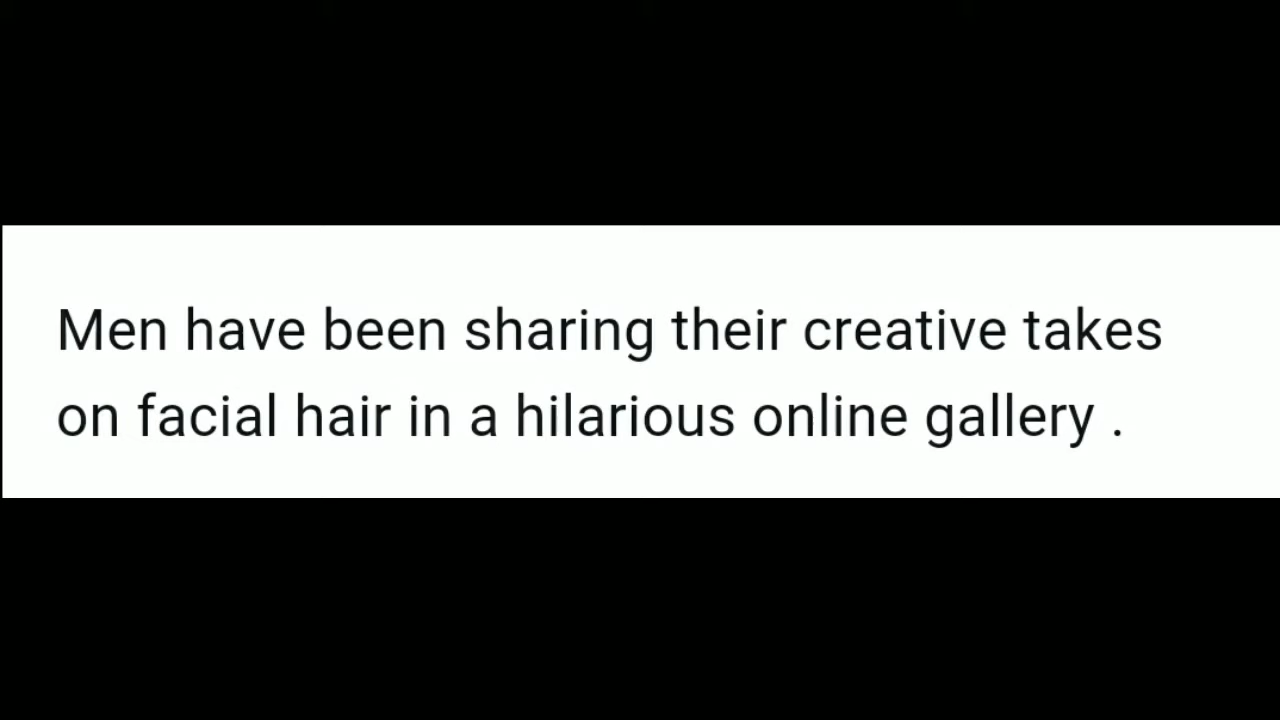 Men have been sharing their creative takes
on facial hair in a hilarious online gallery .